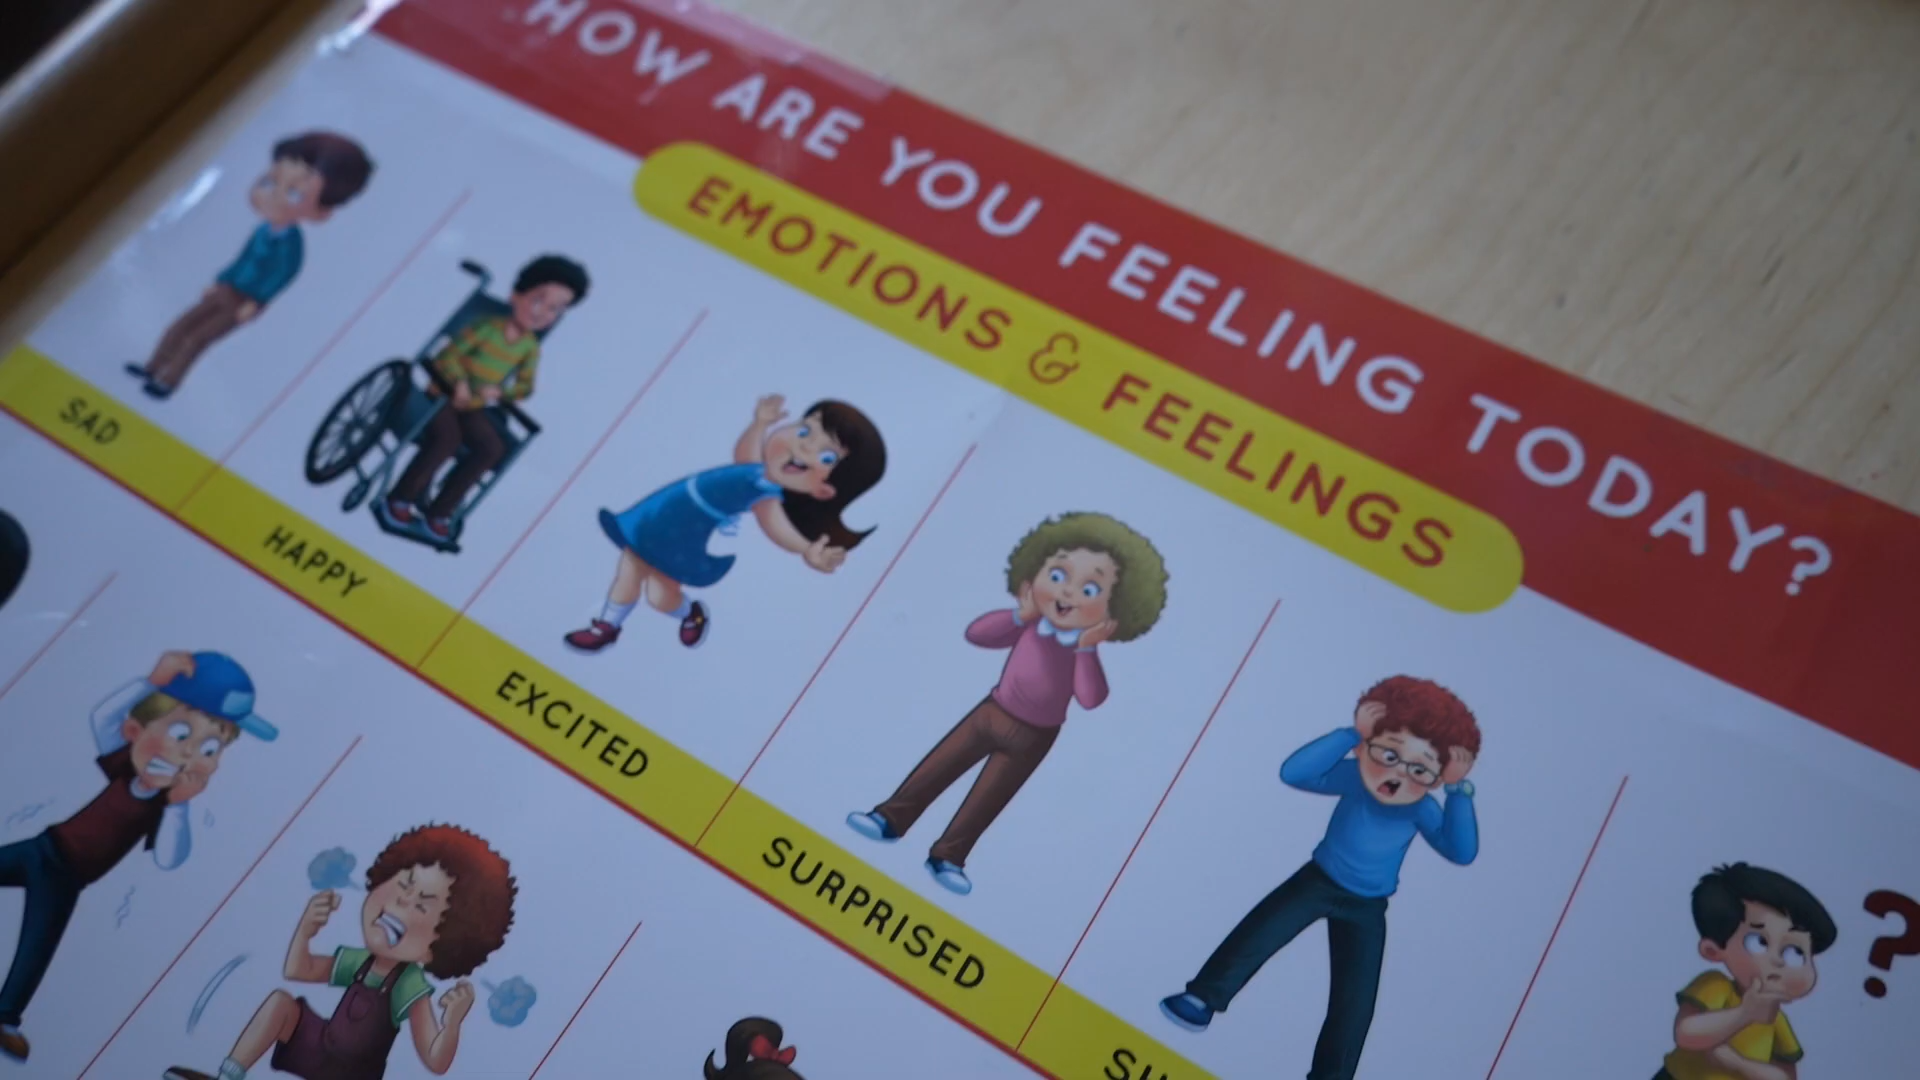 HOW ARE YOU FEELING TODAY?
EMOTIONS & FEELINGS
SAD
HAPPY
EXCITED
SURPRISED
?